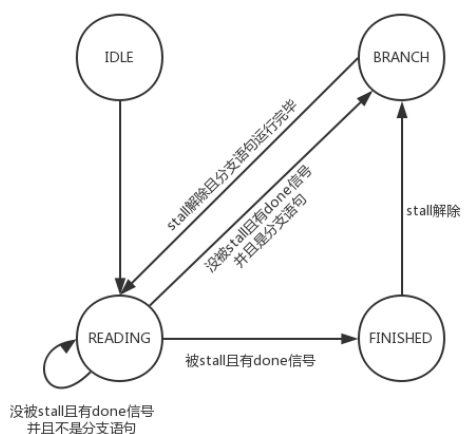 IDLE
BRANCH
stall解除且分支语句运行完毕
没被stall且有done信号
并且是分支语句
stall解除
READING
FINISHED
被stall且有done信号
没被stall且有done信号
并且不是分支语句